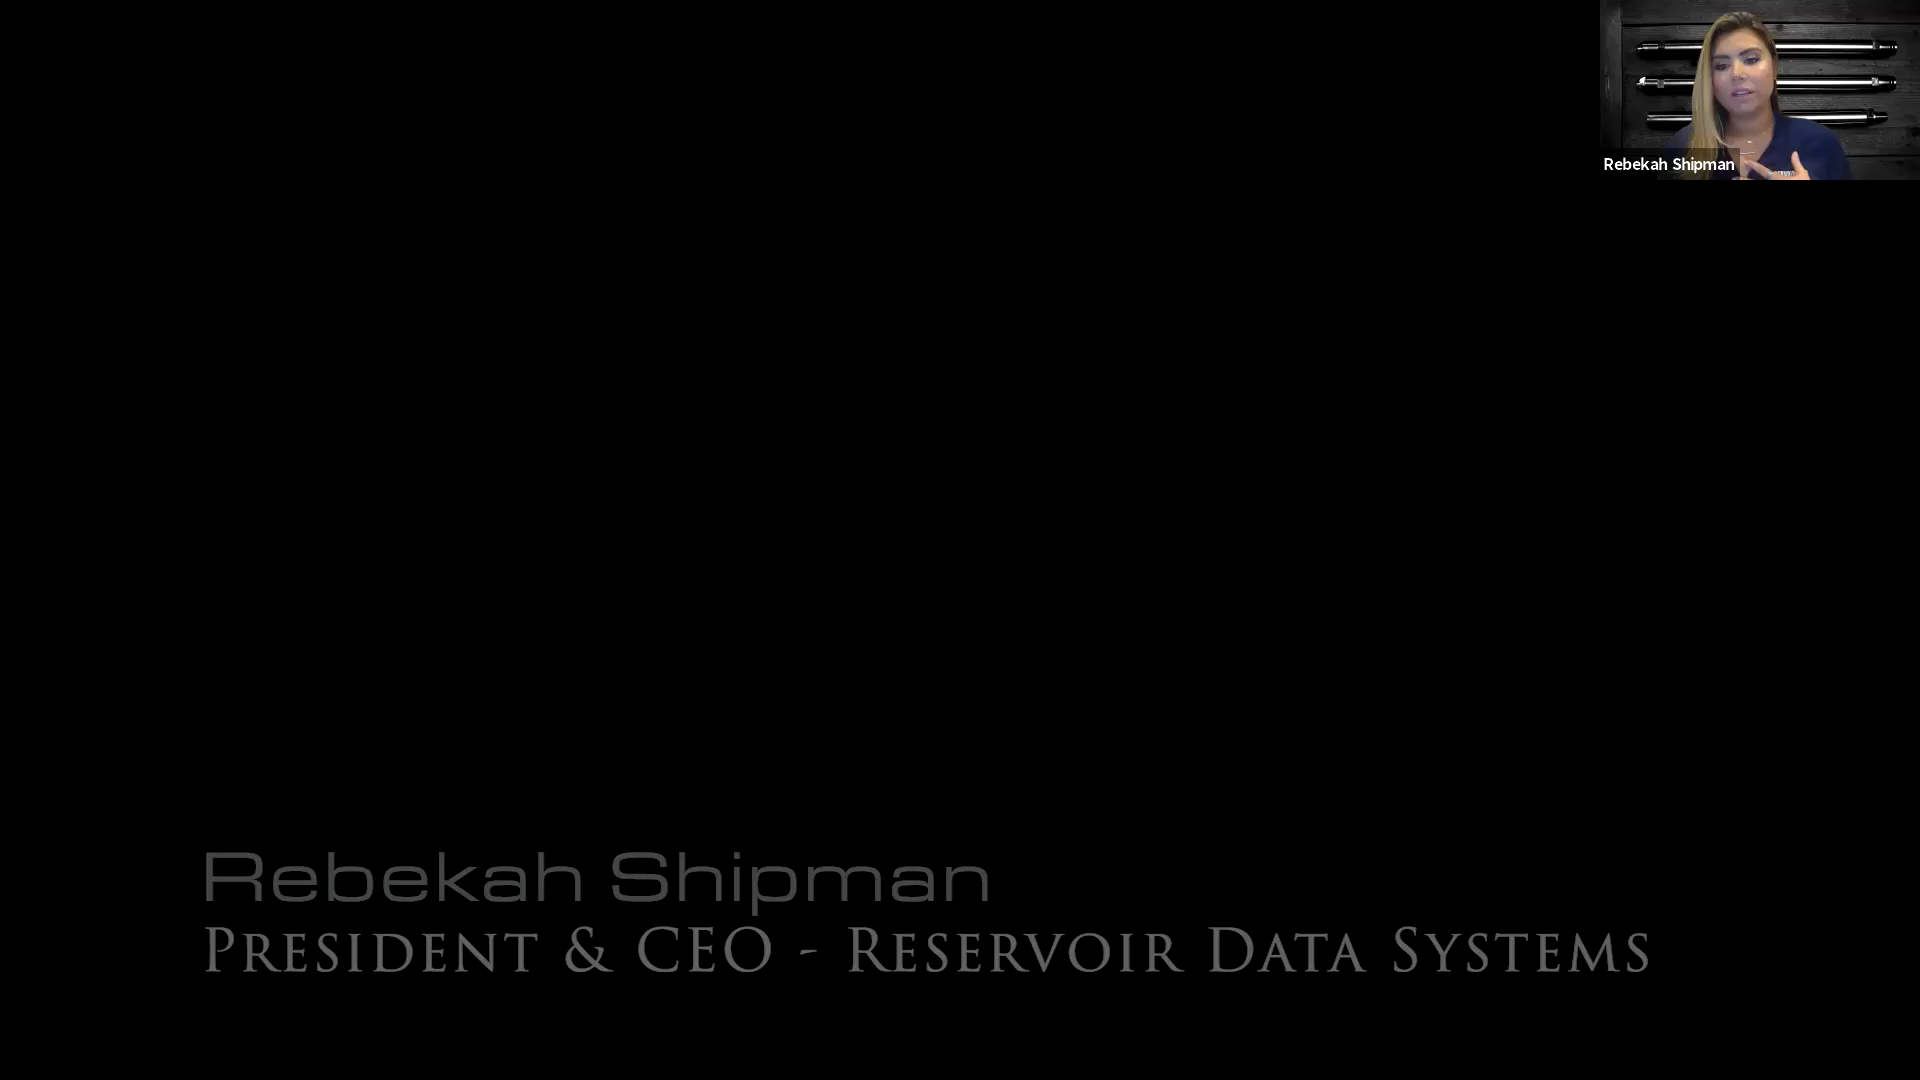 Rebekah Shipman
Rebekah Shipman
President & CEO - Reservoir Data Systems